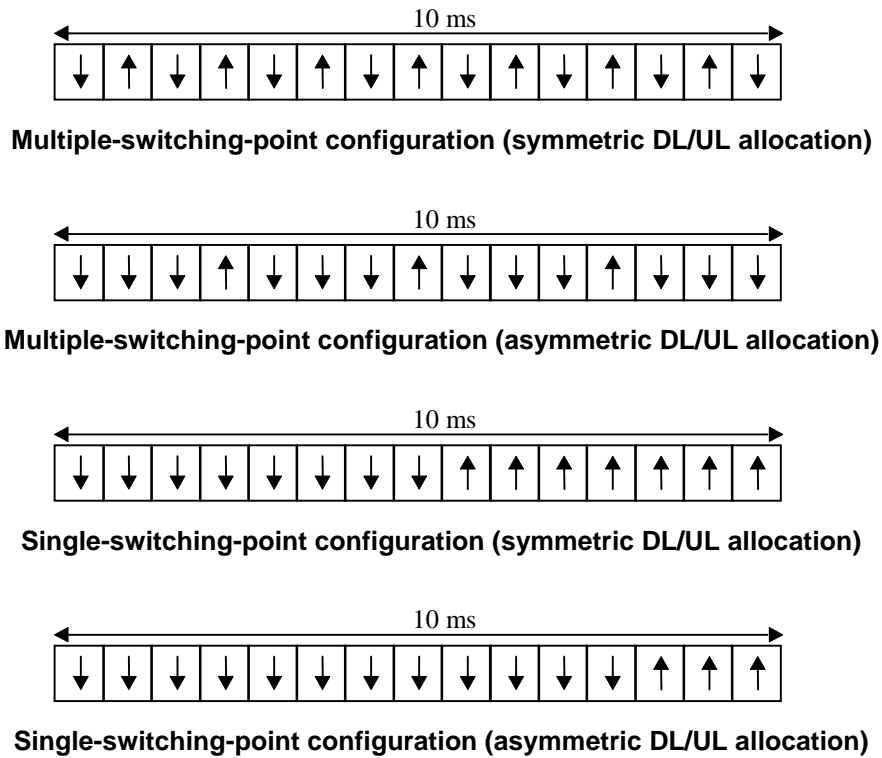 10 ms
Multiple-switching-point configuration (symmetric DL/UL allocation)
10 ms
Multiple-switching-point configuration (asymmetric DL/UL allocation)
10 ms
Single-switching-point configuration (symmetric DL/UL allocation)
10 ms
Single-switching-point configuration (asymmetric DL/UL allocation)